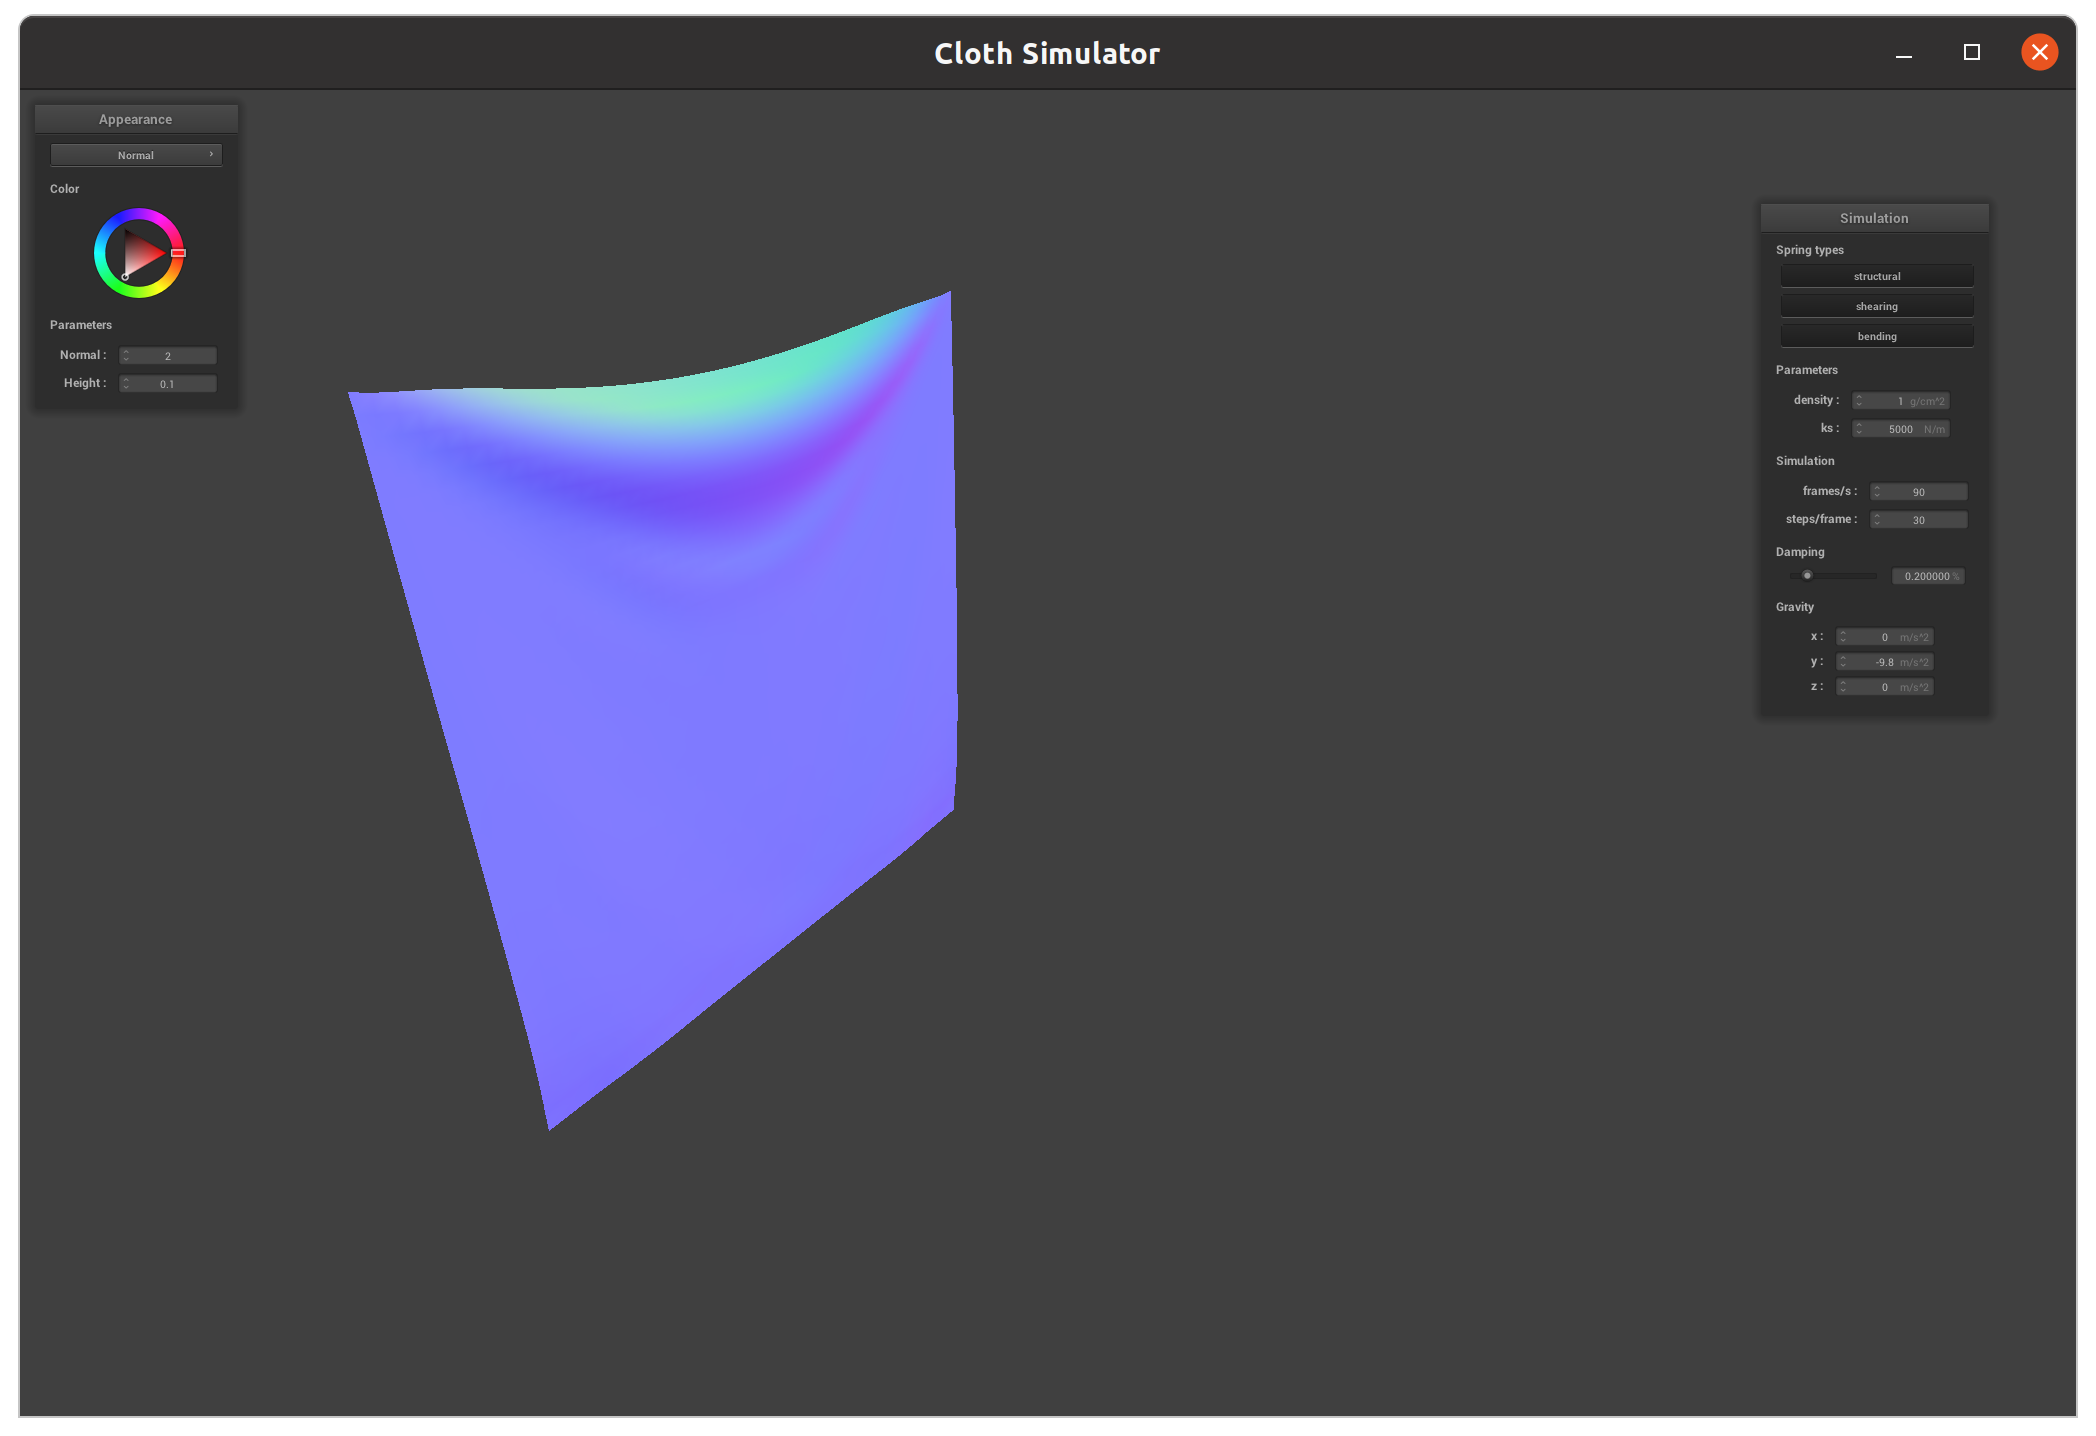 Cloth Simulator
Appearance
Normal
Color
Parameters
Normal : 2
Height : 0.1
Simulation
Spring types
structural
shearing
bending
Parameters
density : 1 g/cm^2
ks : 5000 N/m
Simulation
frames/s : 90
steps/frame : 30
Damping
0.200000 %
Gravity
x : 0 m/s^2
y : -9.8 m/s^2
z : 0 m/s^2